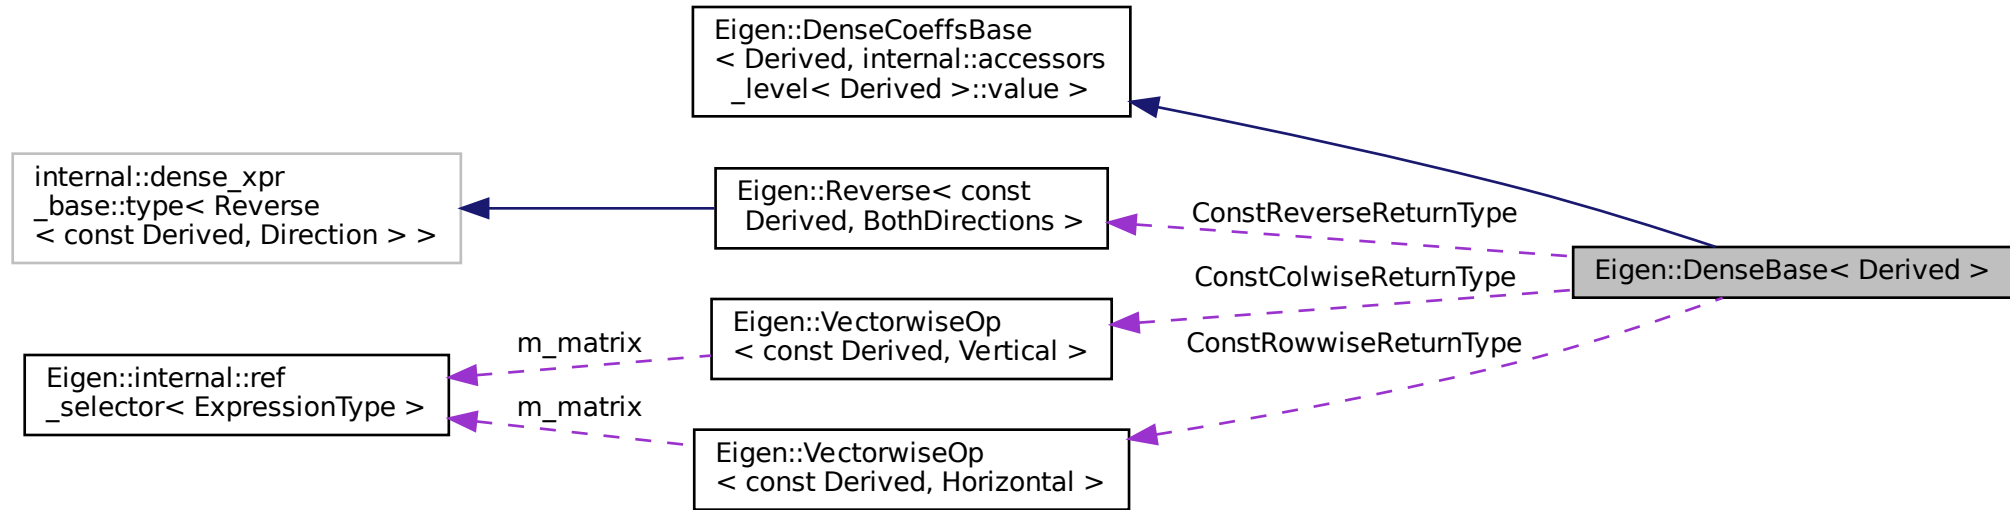 Eigen::DenseCoeffsBase
< Derived, internal::accessors
_level< Derived >::value >
internal::dense_xpr
_base::type< Reverse
< const Derived, Direction > >
Eigen::Reverse< const
Derived, BothDirections >
ConstReverseReturnType
Eigen::DenseBase< Derived >
ConstColwiseReturnType
Eigen::VectorwiseOp
< const Derived, Vertical >
m_matrix
ConstRowwiseReturnType
Eigen::internal::ref
_selector< ExpressionType >
m_matrix
Eigen::VectorwiseOp
< const Derived, Horizontal >